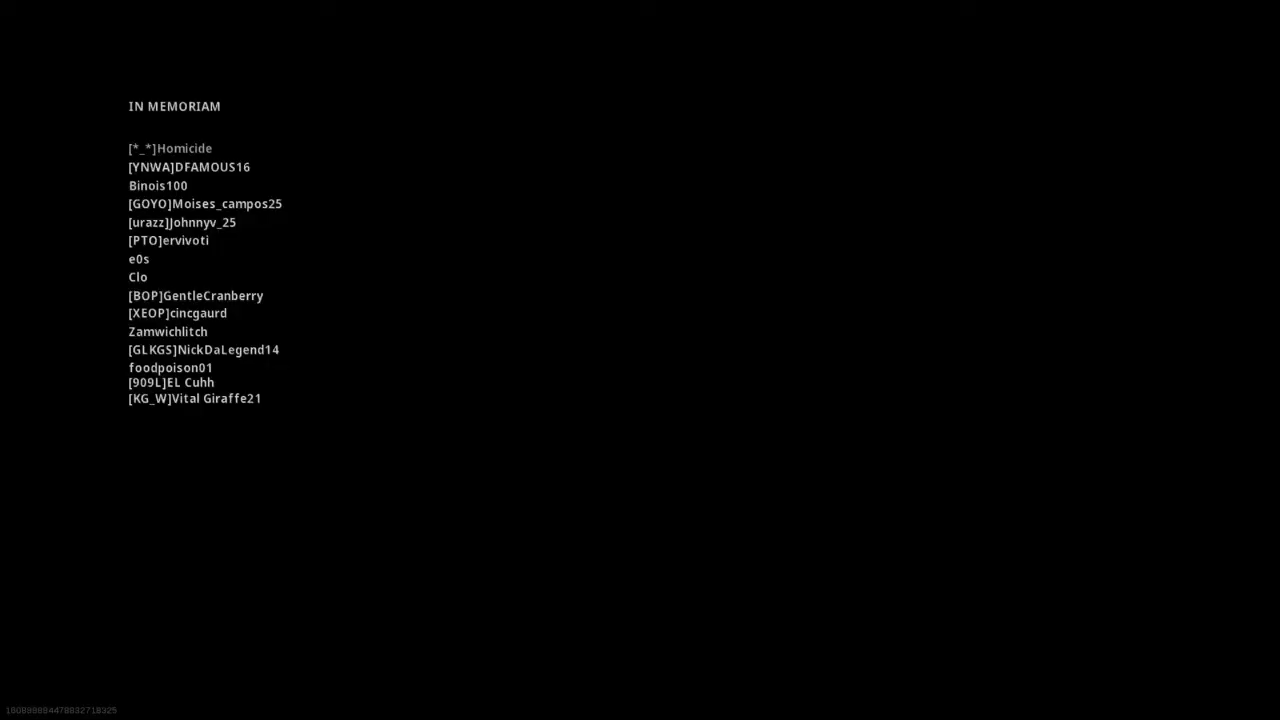 IN MEMORIAM
[*_*]Homicide
[YNWA]DFAMOUS16
Binois100
[GOYO]Moises_campos25
[urazz]Johnnyv_25
[PTO]ervivoti
e0s
Clo
[BOP]GentleCranberry
[XEOP]cincgaurd
Zamwichlitch
[GLKGS]NickDaLegend14
foodpoison01
[909L]EL Cuhh
[KG_W]Vital Giraffe21